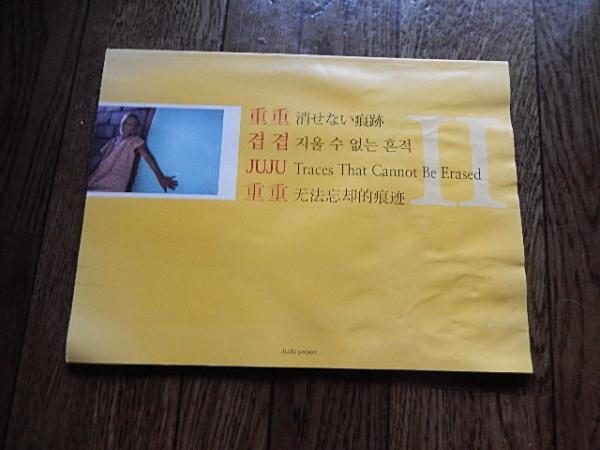 重重 消せない痕跡
겹겹 지울 수 없는 흔적
JUJU Traces That Cannot Be Erased
重重 无法忘却的痕迹
II
JUJU project